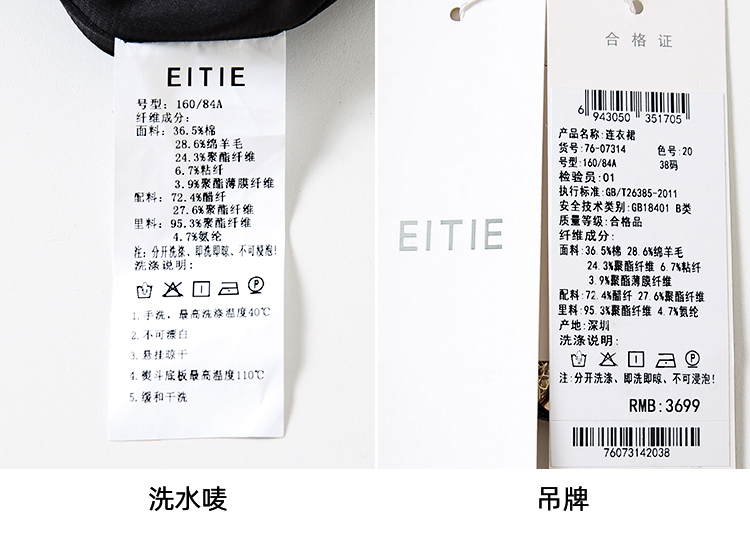 EITIE
号型：160/84A
纤维成分：
面料：36.5%棉
28.6%绵羊毛
24.3%聚酯纤维
6.7%粘纤
3.9%聚酯薄膜纤维
配料：72.4%醋纤
27.6%聚酯纤维
里料：95.3%聚酯纤维
4.7%氨纶
注：分开洗涤、即洗即晾、不可浸泡！
洗涤说明：
1.手洗，最高洗涤温度40℃
2.不可漂白
3.悬挂晾干
4.熨斗底板最高温度110℃
5.缓和干洗
洗水唛
EITIE
合格证
6 943050 351705
产品名称：连衣裙
货号：76-07314 色号：20
号型：160/84A 38码
检验员：01
执行标准：GB/T26385-2011
安全技术类别：GB18401 B类
质量等级：合格品
纤维成分：
面料：36.5%棉 28.6%绵羊毛
24.3%聚酯纤维 6.7%粘纤
3.9%聚酯薄膜纤维
配料：72.4%醋纤 27.6%聚酯纤维
里料：95.3%聚酯纤维 4.7%氨纶
产地：深圳
洗涤说明：
注：分开洗涤、即洗即晾、不可浸泡！
RMB：3699
76073142038
吊牌